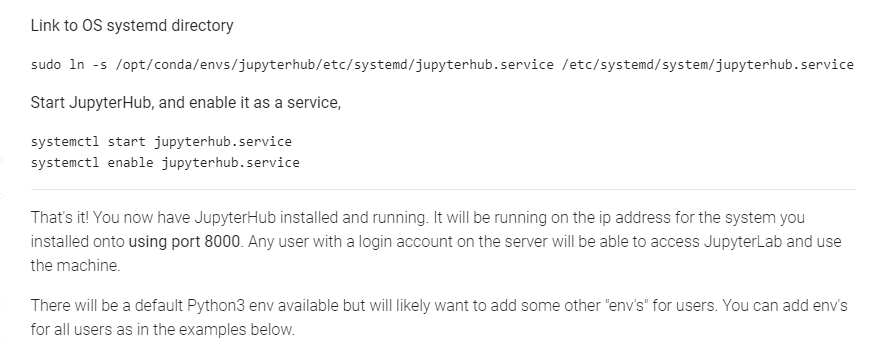 Link to OS systemd directory
sudo ln -s /opt/conda/envs/jupyterhub/etc/systemd/jupyterhub.service /etc/systemd/system/jupyterhub.service
Start JupyterHub, and enable it as a service,
systemctl start jupyterhub.service
systemctl enable jupyterhub.service
That's it! You now have JupyterHub installed and running. It will be running on the ip address for the system you
installed onto using port 8000. Any user with a login account on the server will be able to access JupyterLab and use
the machine.
There will be a default Python3 env available but will likely want to add some other "env's" for users. You can add env's
for all users as in the examples below.